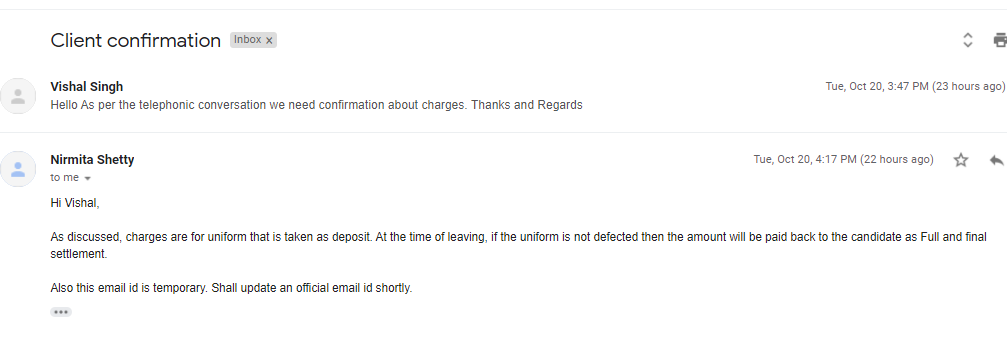 Client confirmation Inbox x
Vishal Singh Tue, Oct 20, 3:47 PM (23 hours ago)
Hello As per the telephonic conversation we need confirmation about charges. Thanks and Regards
Nirmita Shetty Tue, Oct 20, 4:17 PM (22 hours ago)
to me
Hi Vishal,
As discussed, charges are for uniform that is taken as deposit. At the time of leaving, if the uniform is not defected then the amount will be paid back to the candidate as Full and final
settlement.
Also this email id is temporary. Shall update an official email id shortly.